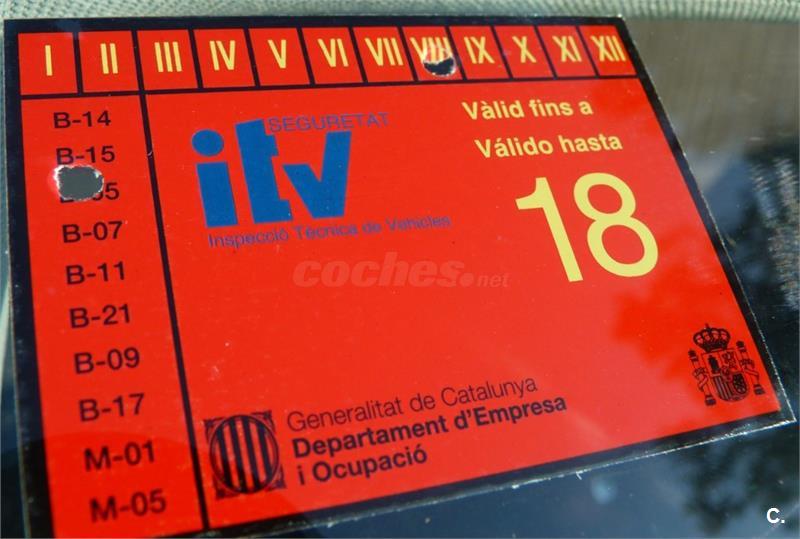 I II III IV V VI VII VIII IX X XI XII
B-14
B-15
B-07
B-11
B-21
B-09
B-17
M-01
M-05
SEGURETAT
itv
Inspecció Tècnica de Vehicles
Vàlid fins a
Válido hasta
18
coches.net
Generalitat de Catalunya
Departament d'Empresa
i Ocupació
C.